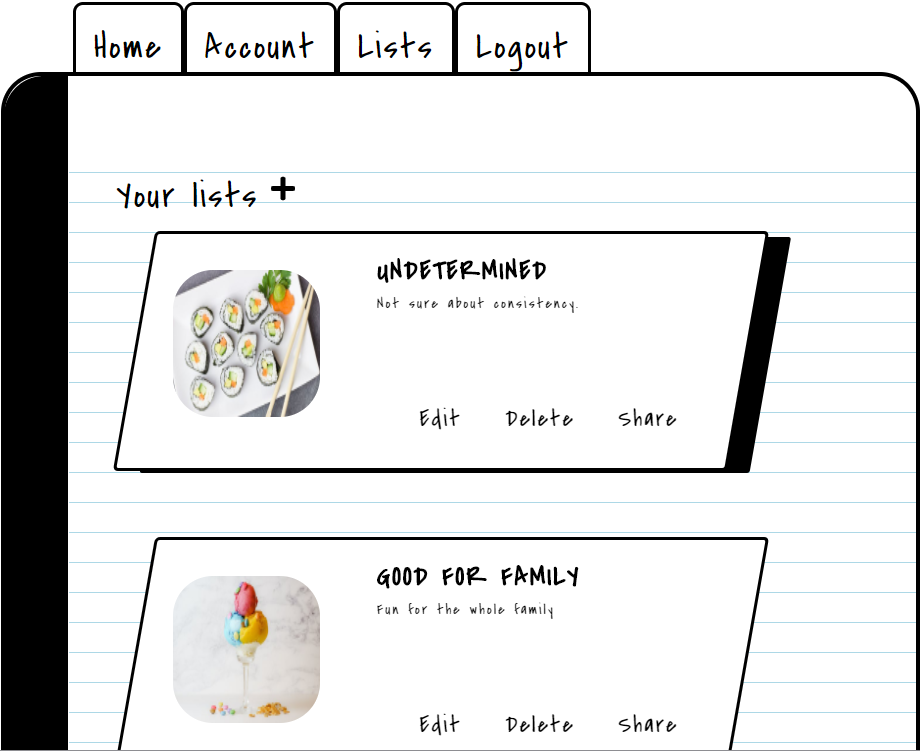 Home Account Lists Logout
Your lists +
UNDETERMINED
Not sure about consistency.
Edit Delete Share
GOOD FOR FAMILY
Fun for the whole family
Edit Delete Share